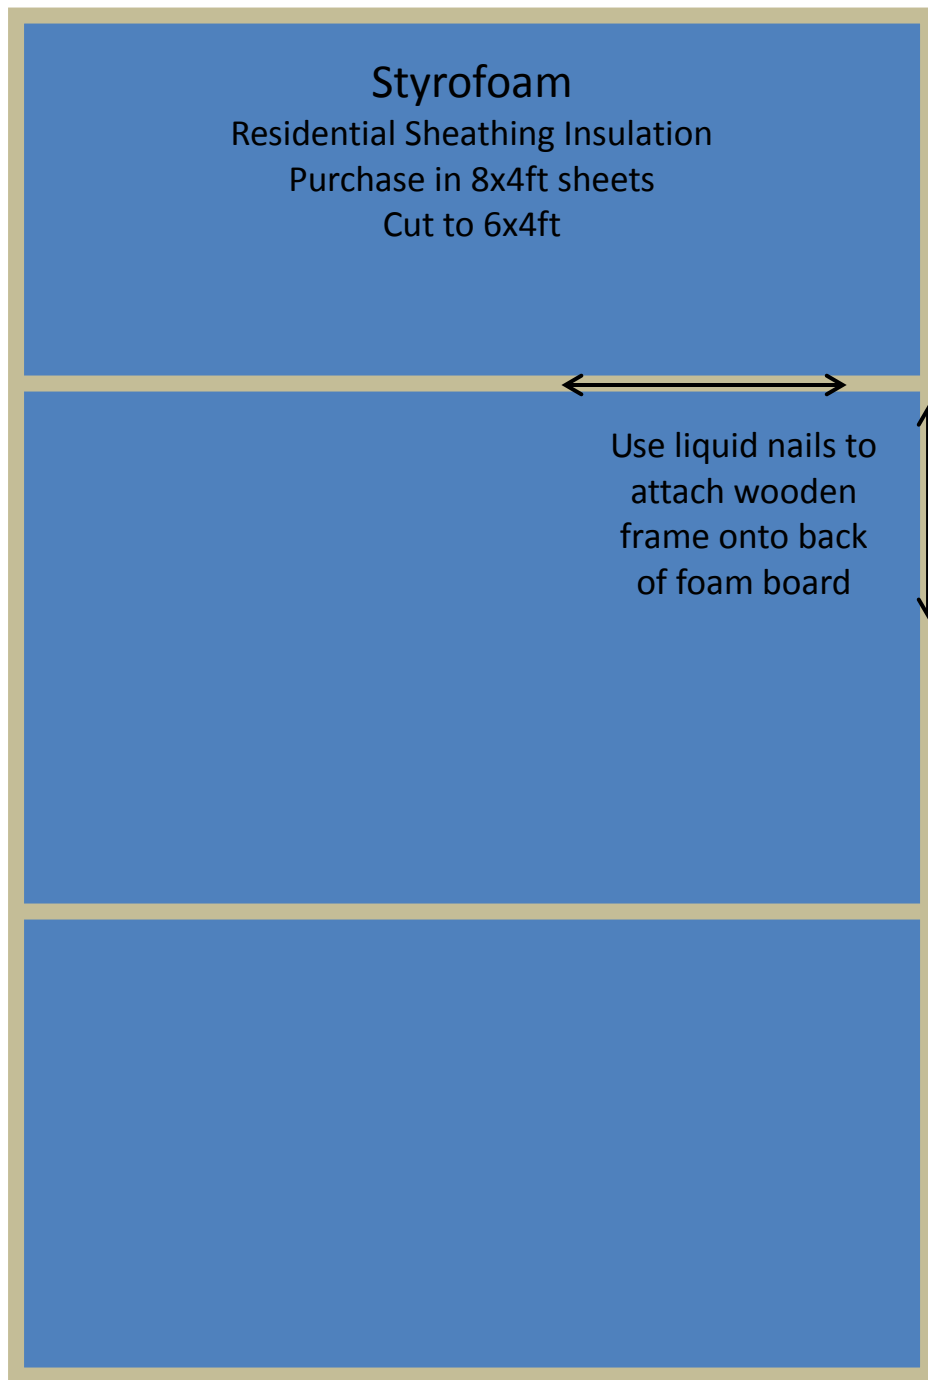 Styrofoam
Residential Sheathing Insulation
Purchase in 8x4ft sheets
Cut to 6x4ft
Use liquid nails to
attach wooden
frame onto back
of foam board